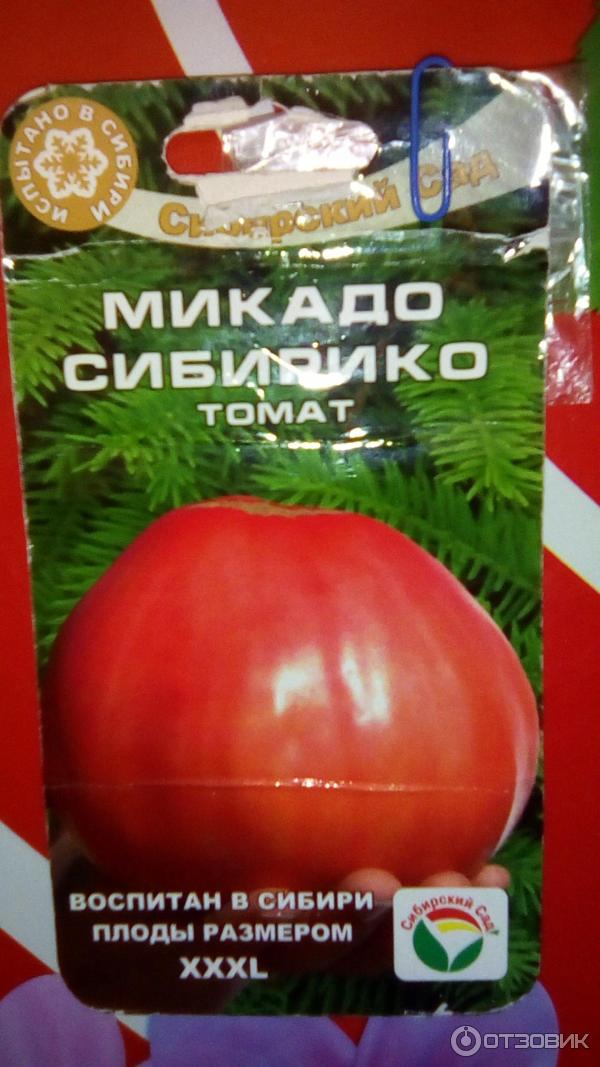 ИСПЫТАНО В СИБИРИ
Сибирский Сад
МИКАДО
СИБИРИКО
ТОМАТ
ВОСПИТАН В СИБИРИ
ПЛОДЫ РАЗМЕРОМ
XXXL
Сибирский Сад
ОТЗОВИК